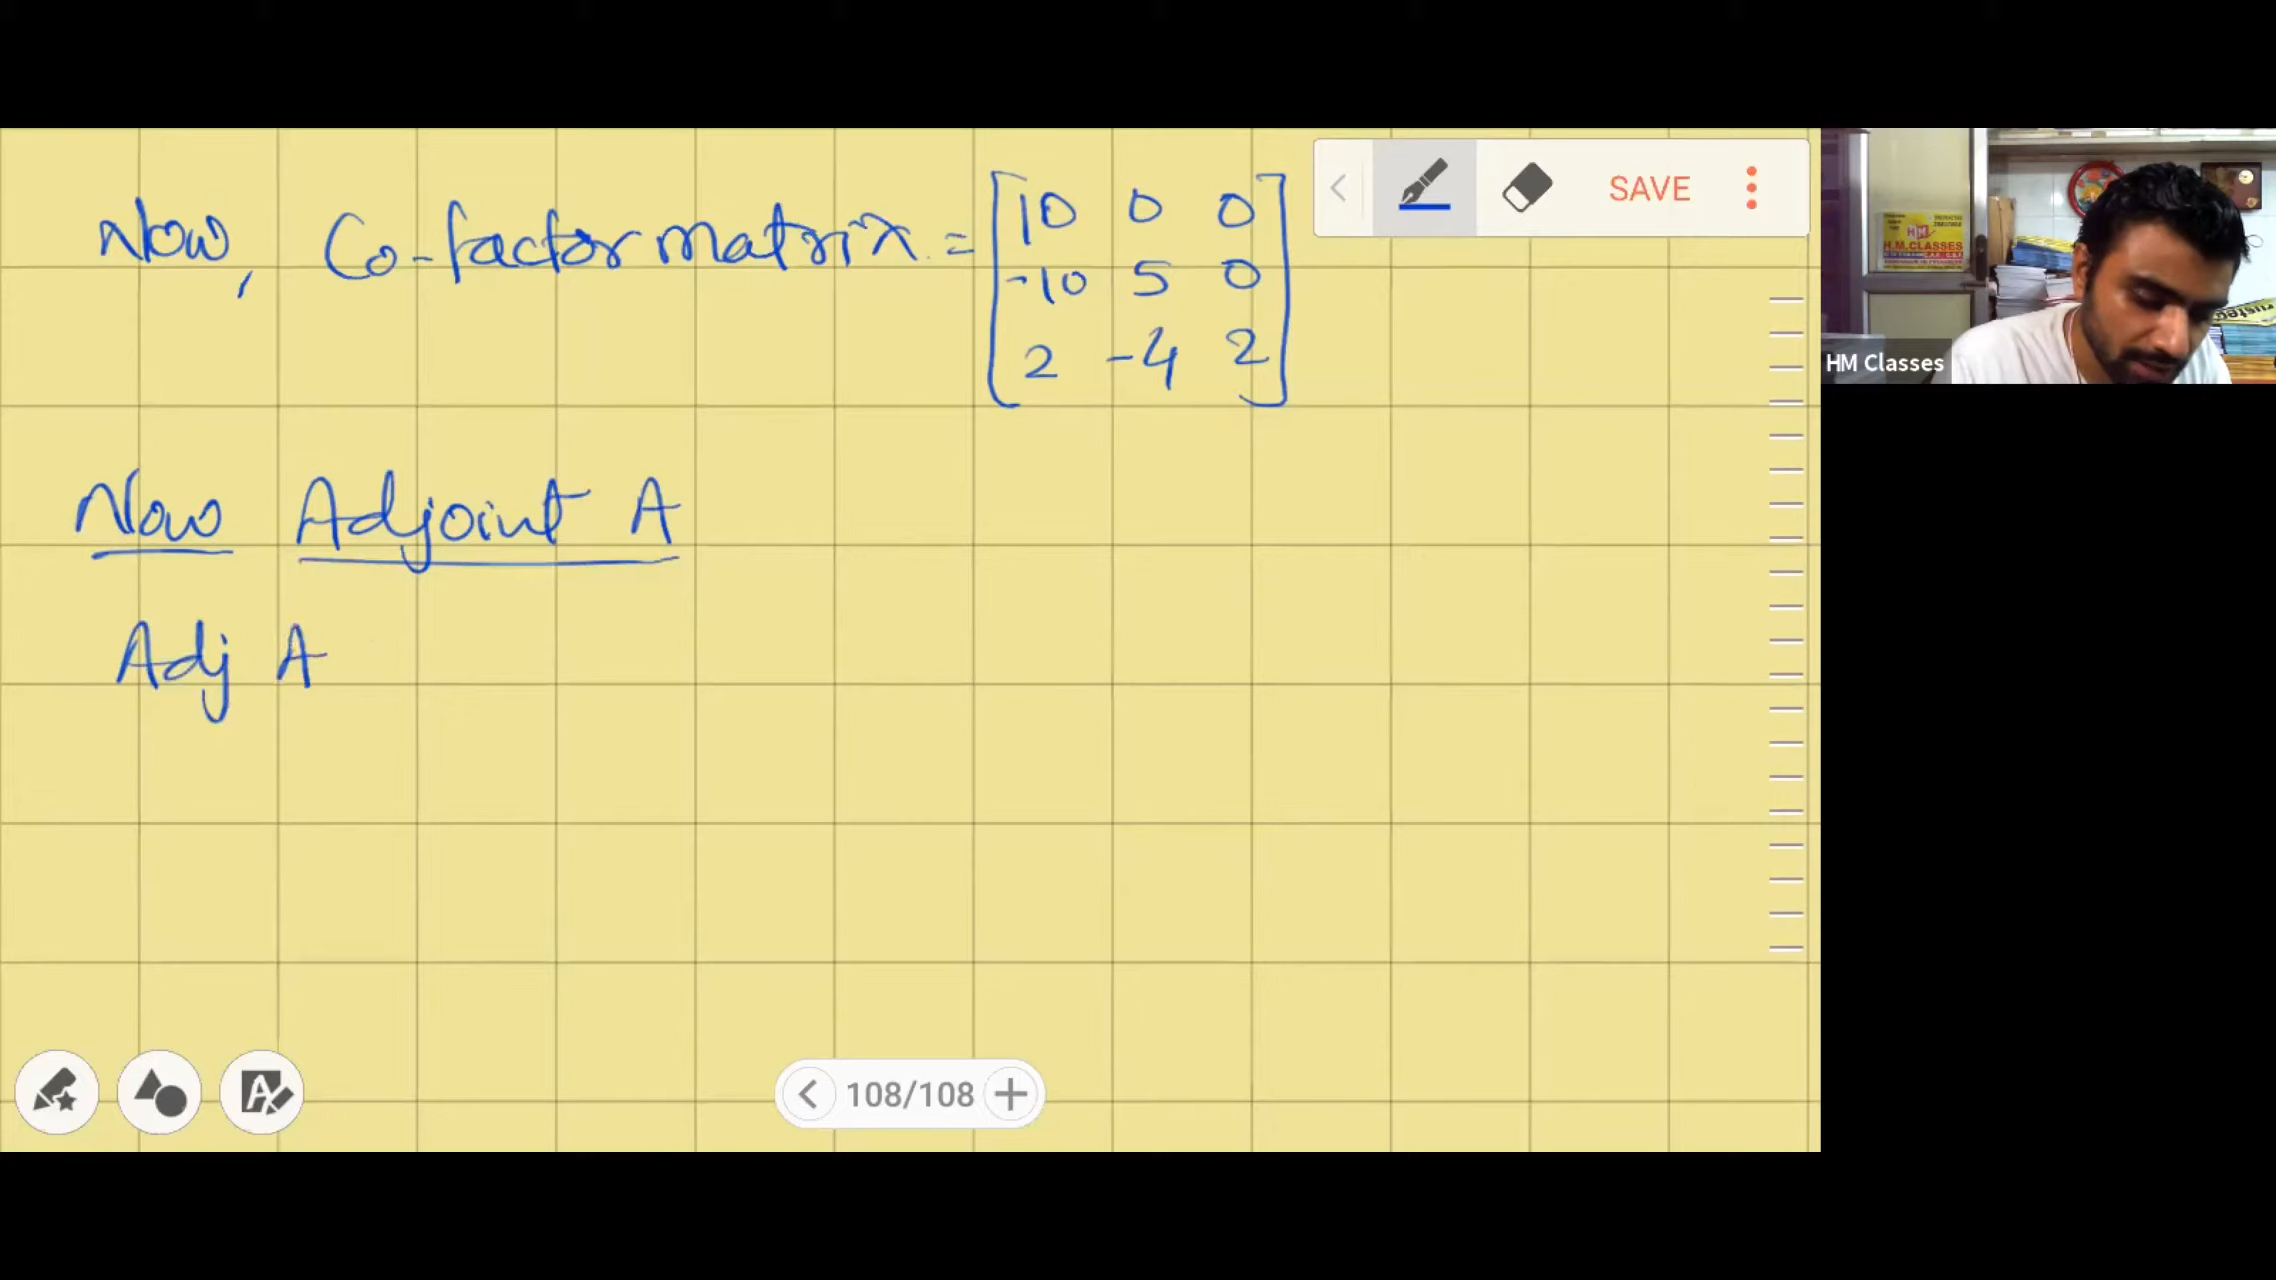 Now, Co-factor matrix. = [10 0 0
-10 5 0
2 -4 2]
SAVE
H.M.CLASSES
HM Classes
Now Adjoint A
Adj A
108/108